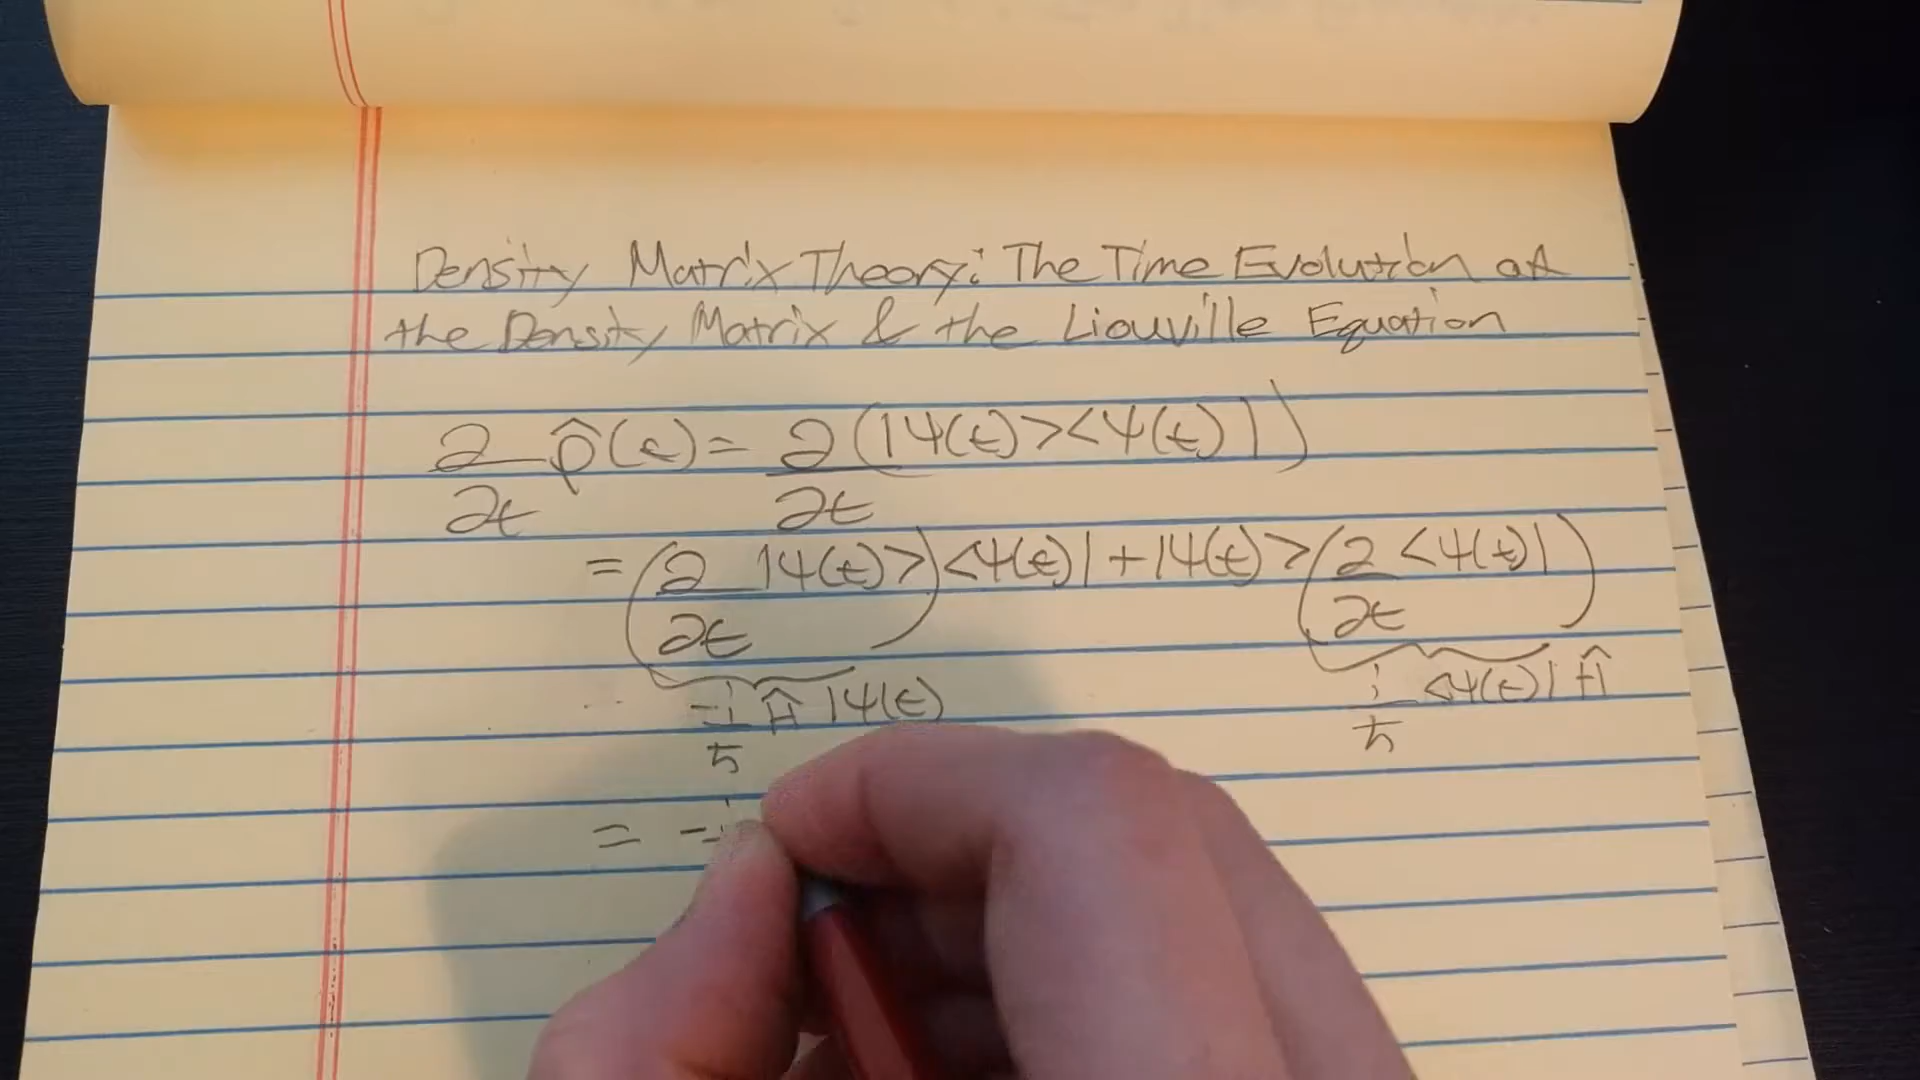 Density Matrix Theory: The Time Evolution of
the Density Matrix & the Liouville Equation
∂/∂t ρ̂(t) = ∂/∂t (|Ψ(t)><Ψ(t)|)
= (∂/∂t |Ψ(t)>)<Ψ(t)| + |Ψ(t)>(∂/∂t <Ψ(t)|)
-i/ħ Ĥ |Ψ(t) i/ħ <Ψ(t)| Ĥ
= -i